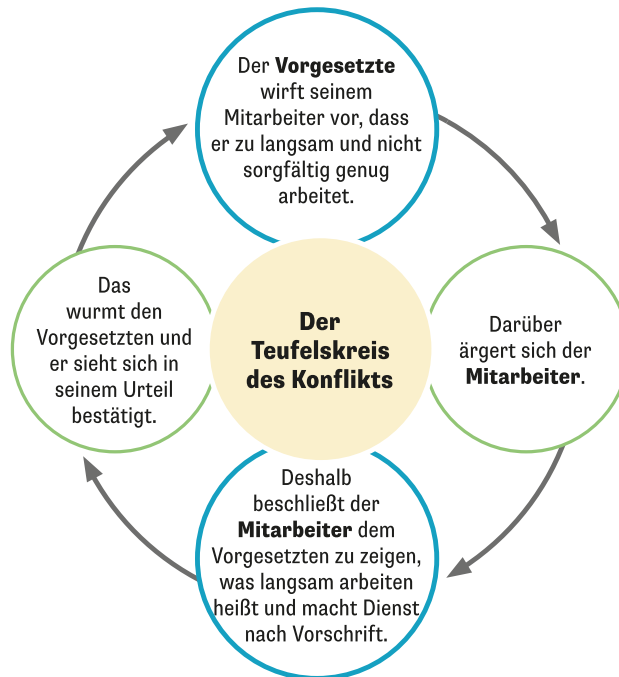 Der Vorgesetzte
wirft seinem
Mitarbeiter vor, dass
er zu langsam und nicht
sorgfältig genug
arbeitet.
Darüber
ärgert sich der
Mitarbeiter.
Deshalb
beschließt der
Mitarbeiter dem
Vorgesetzten zu zeigen,
was langsam arbeiten
heißt und macht Dienst
nach Vorschrift.
Das
wurmt den
Vorgesetzten und
er sieht sich in
seinem Urteil
bestätigt.
Der
Teufelskreis
des Konflikts